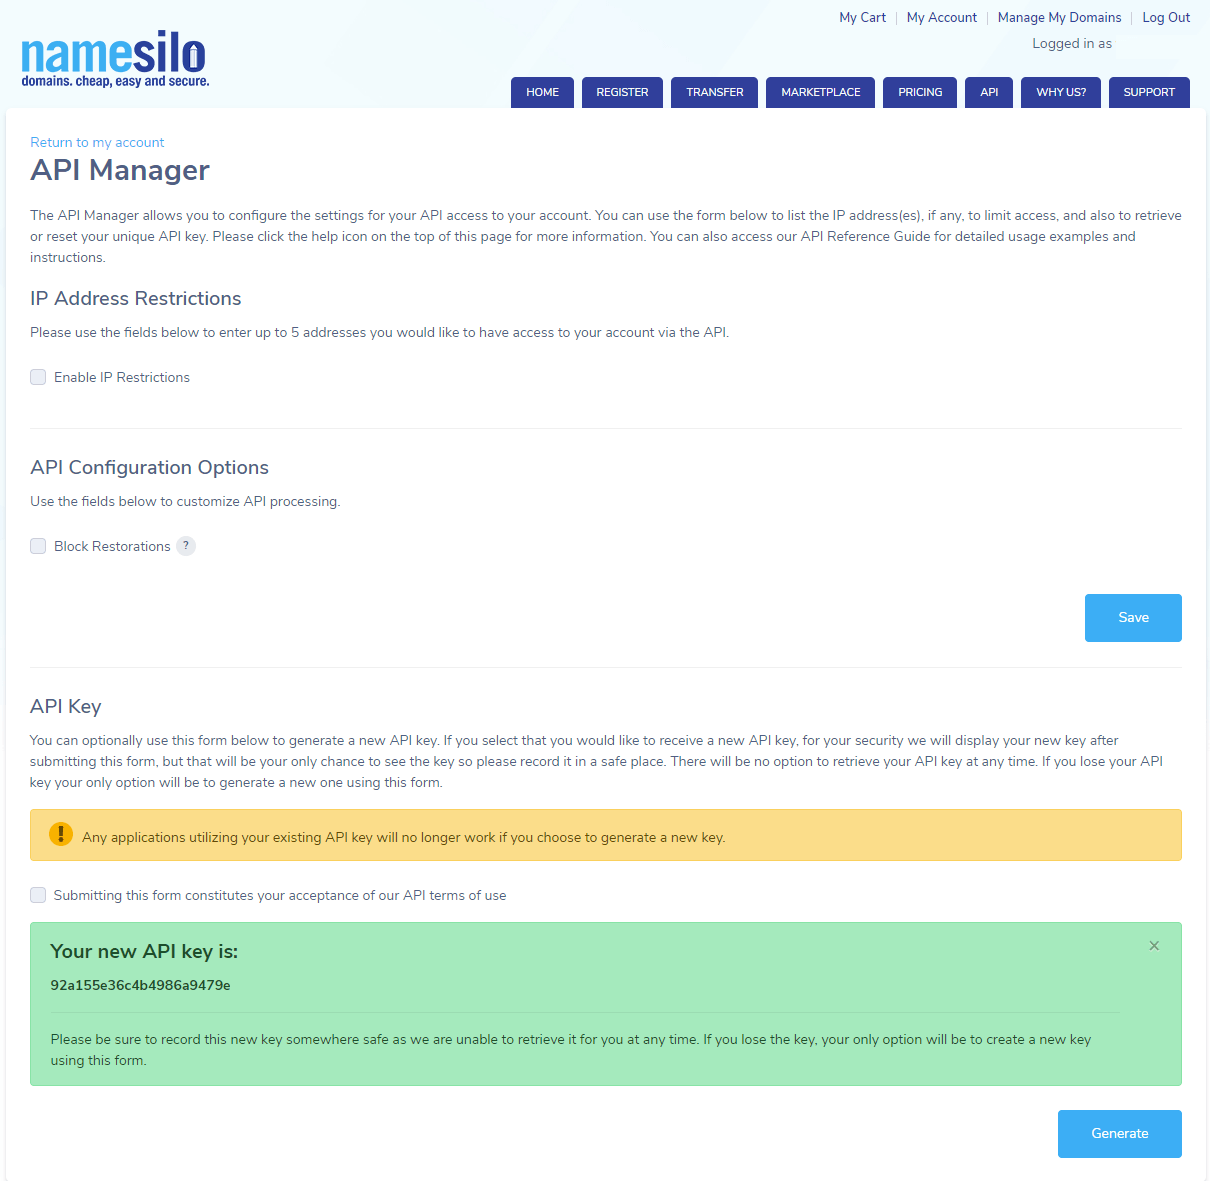 My Cart
My Account
Manage My Domains
Log Out
Logged in as
namesilo
domains. cheap, easy and secure.
HOME
REGISTER
TRANSFER
MARKETPLACE
PRICING
API
WHY US?
SUPPORT
Return to my account
API Manager
The API Manager allows you to configure the settings for your API access to your account. You can use the form below to list the IP address(es), if any, to limit access, and also to retrieve
or reset your unique API key. Please click the help icon on the top of this page for more information. You can also access our API Reference Guide for detailed usage examples and
instructions.
IP Address Restrictions
Please use the fields below to enter up to 5 addresses you would like to have access to your account via the API.
Enable IP Restrictions
API Configuration Options
Use the fields below to customize API processing.
Block Restorations ?
Save
API Key
You can optionally use this form below to generate a new API key. If you select that you would like to receive a new API key, for your security we will display your new key after
submitting this form, but that will be your only chance to see the key so please record it in a safe place. There will be no option to retrieve your API key at any time. If you lose your API
key your only option will be to generate a new one using this form.
! Any applications utilizing your existing API key will no longer work if you choose to generate a new key.
Submitting this form constitutes your acceptance of our API terms of use
Your new API key is:
92a155e36c4b4986a9479e
Please be sure to record this new key somewhere safe as we are unable to retrieve it for you at any time. If you lose the key, your only option will be to create a new key
using this form.
Generate